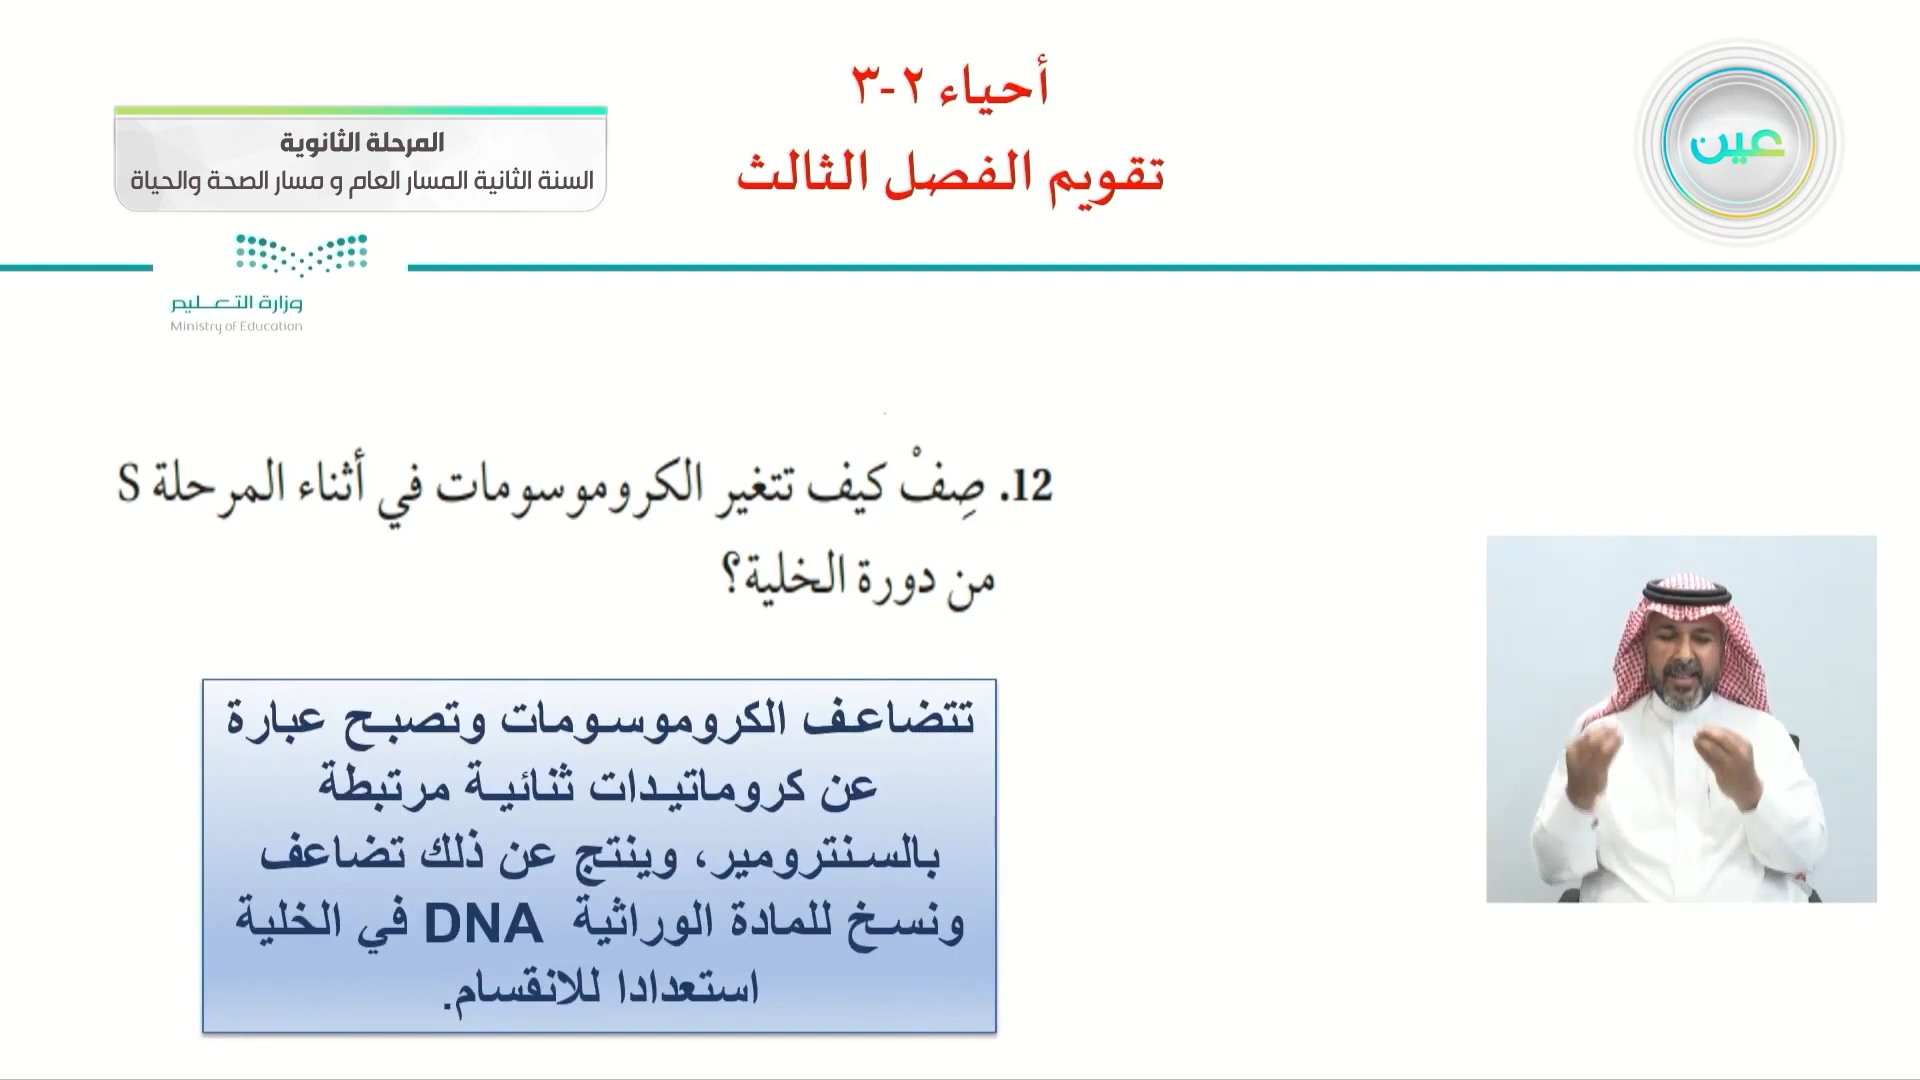 أحياء ٢-٣
تقويم الفصل الثالث
عين
المرحلة الثانوية
السنة الثانية المسار العام و مسار الصحة والحياة
وزارة التعليم
Ministry of Education
12. صِفْ كيف تتغير الكروموسومات في أثناء المرحلة S
من دورة الخلية؟
تتضاعف الكروموسومات وتصبح عبارة
عن كروماتيدات ثنائية مرتبطة
بالسنترومير، وينتج عن ذلك تضاعف
ونسخ للمادة الوراثية DNA في الخلية
استعدادا للانقسام.